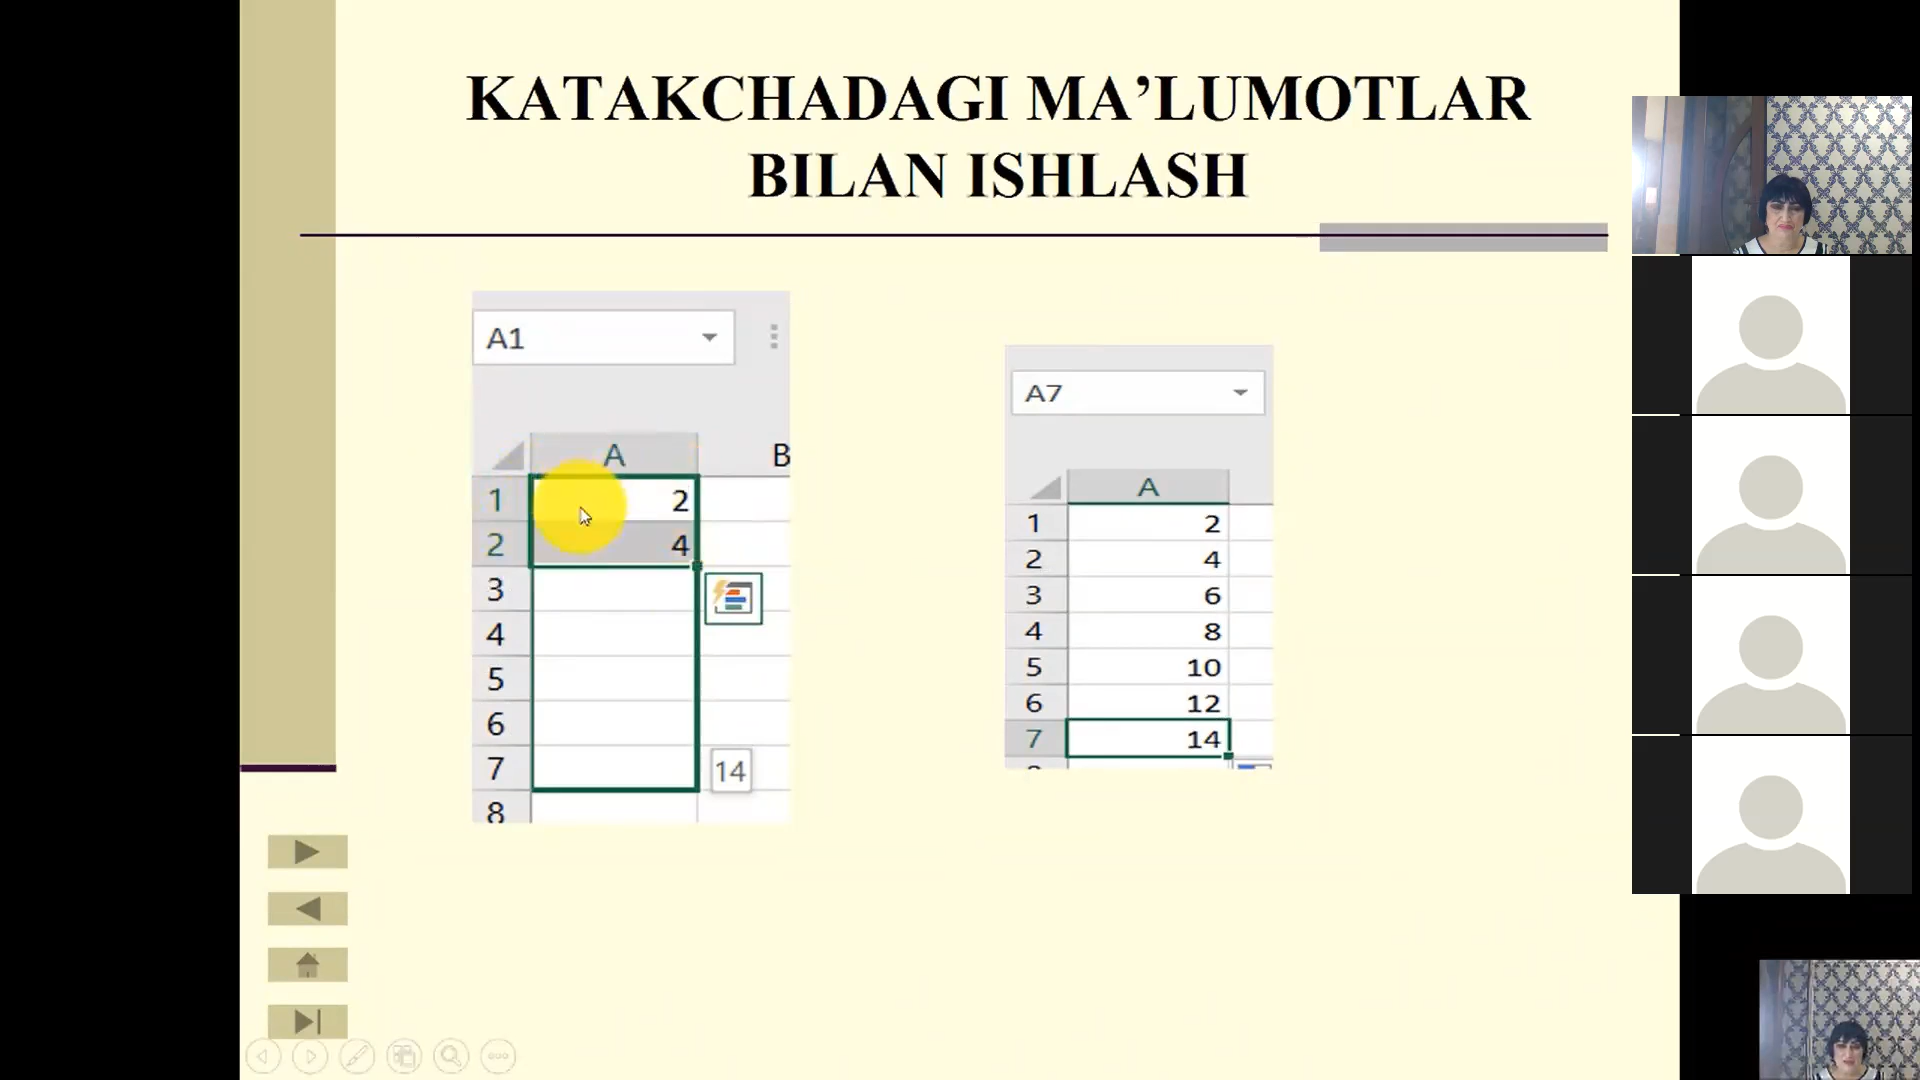 KATAKCHADAGI MA’LUMOTLAR
BILAN ISHLASH
A1
A B
1 2
2 4
3
4
5
6
7 14
8
A7
A
1 2
2 4
3 6
4 8
5 10
6 12
7 14